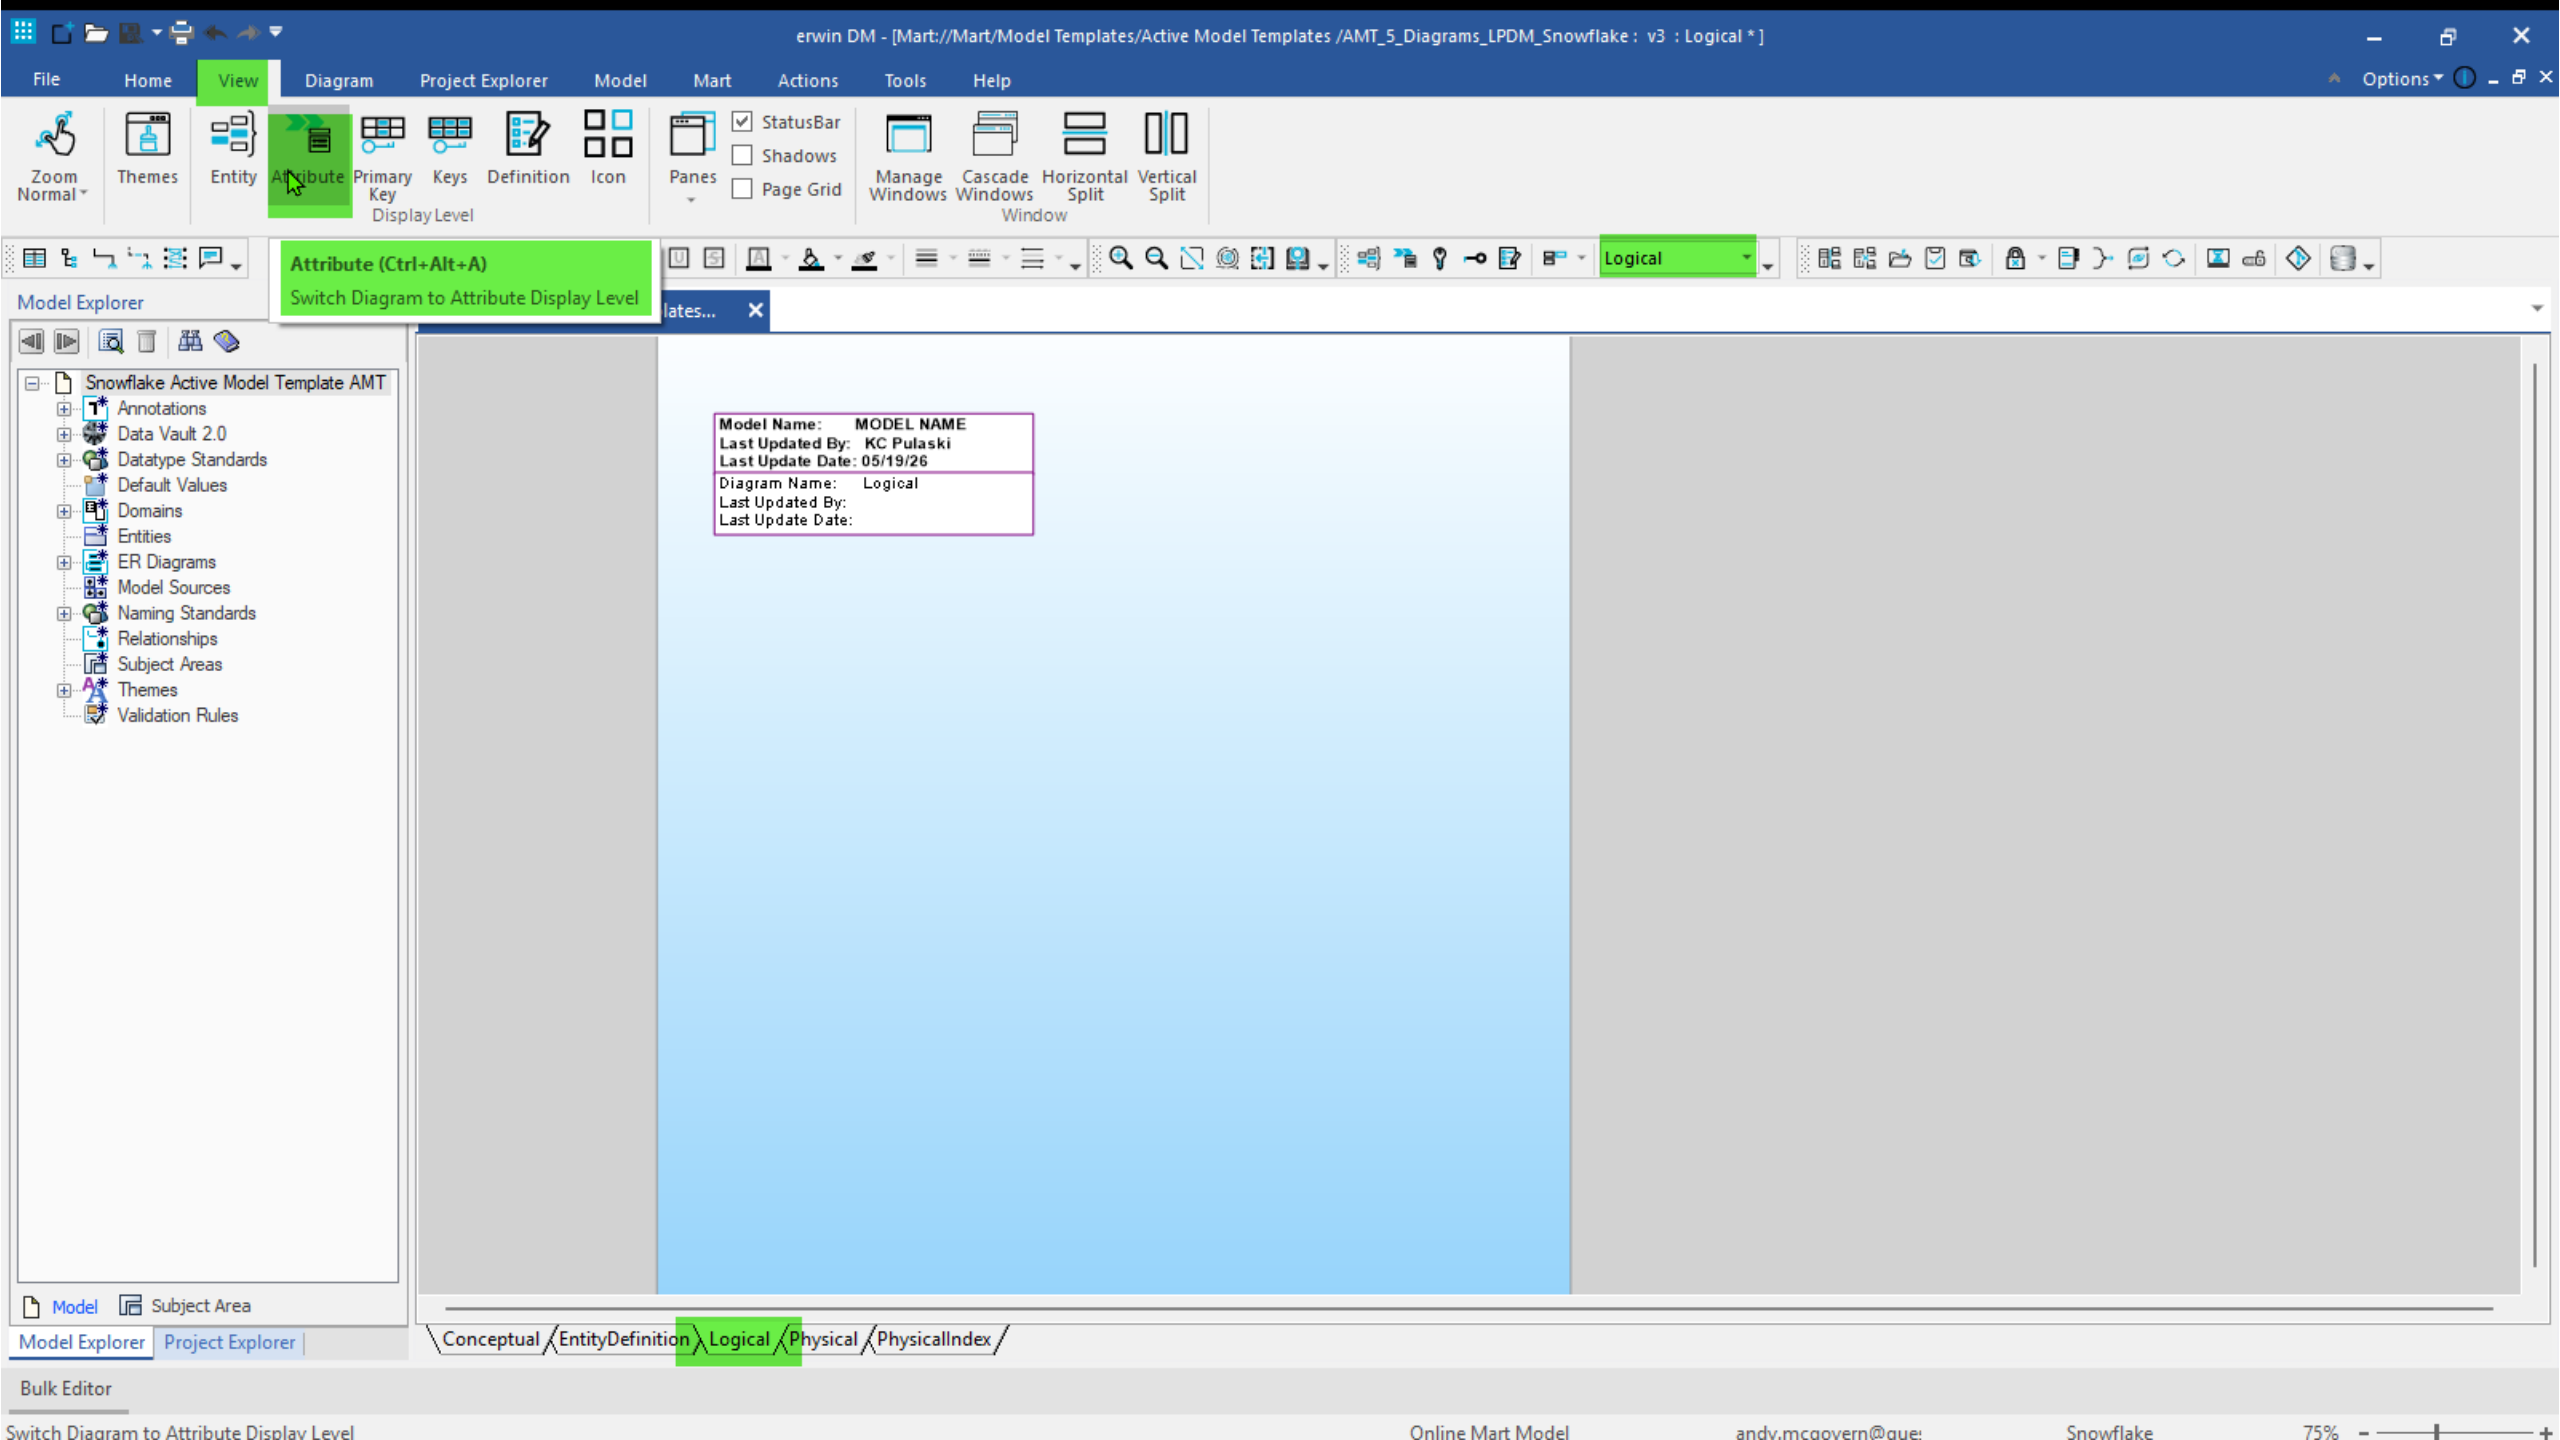 erwin DM - [Mart://Mart/Model Templates/Active Model Templates /AMT_5_Diagrams_LPDM_Snowflake : v3 : Logical * ]
File Home View Diagram Project Explorer Model Mart Actions Tools Help Options
Zoom Normal
Themes
Entity
Attribute
Primary Key
Keys
Definition
Icon
Display Level
Panes
StatusBar
Shadows
Page Grid
Manage Windows
Cascade Windows
Horizontal Split
Vertical Split
Window
Attribute (Ctrl+Alt+A)
Switch Diagram to Attribute Display Level
Logical
Model Explorer
lates...
Snowflake Active Model Template AMT
Annotations
Data Vault 2.0
Datatype Standards
Default Values
Domains
Entities
ER Diagrams
Model Sources
Naming Standards
Relationships
Subject Areas
Themes
Validation Rules
Model Name: MODEL NAME
Last Updated By: KC Pulaski
Last Update Date: 05/19/26
Diagram Name: Logical
Last Updated By:
Last Update Date:
Model Subject Area
Model Explorer Project Explorer
Conceptual EntityDefinition Logical Physical PhysicalIndex
Bulk Editor
Switch Diagram to Attribute Display Level
Online Mart Model
andy.mcgovern@que
Snowflake
75%